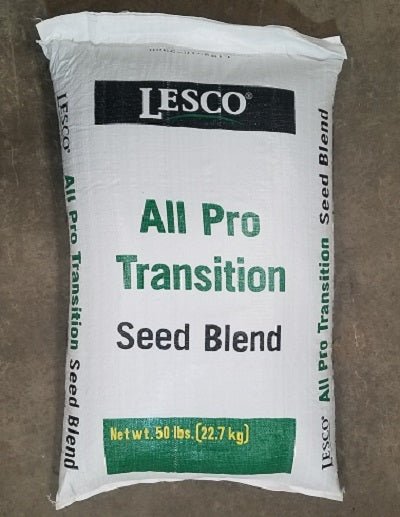 LESCO®
All Pro
Transition
Seed Blend
Net wt. 50 lbs. (22.7 kg)
LESCO All Pro Transition Seed Blend
LESCO® All Pro Transition Seed Blend